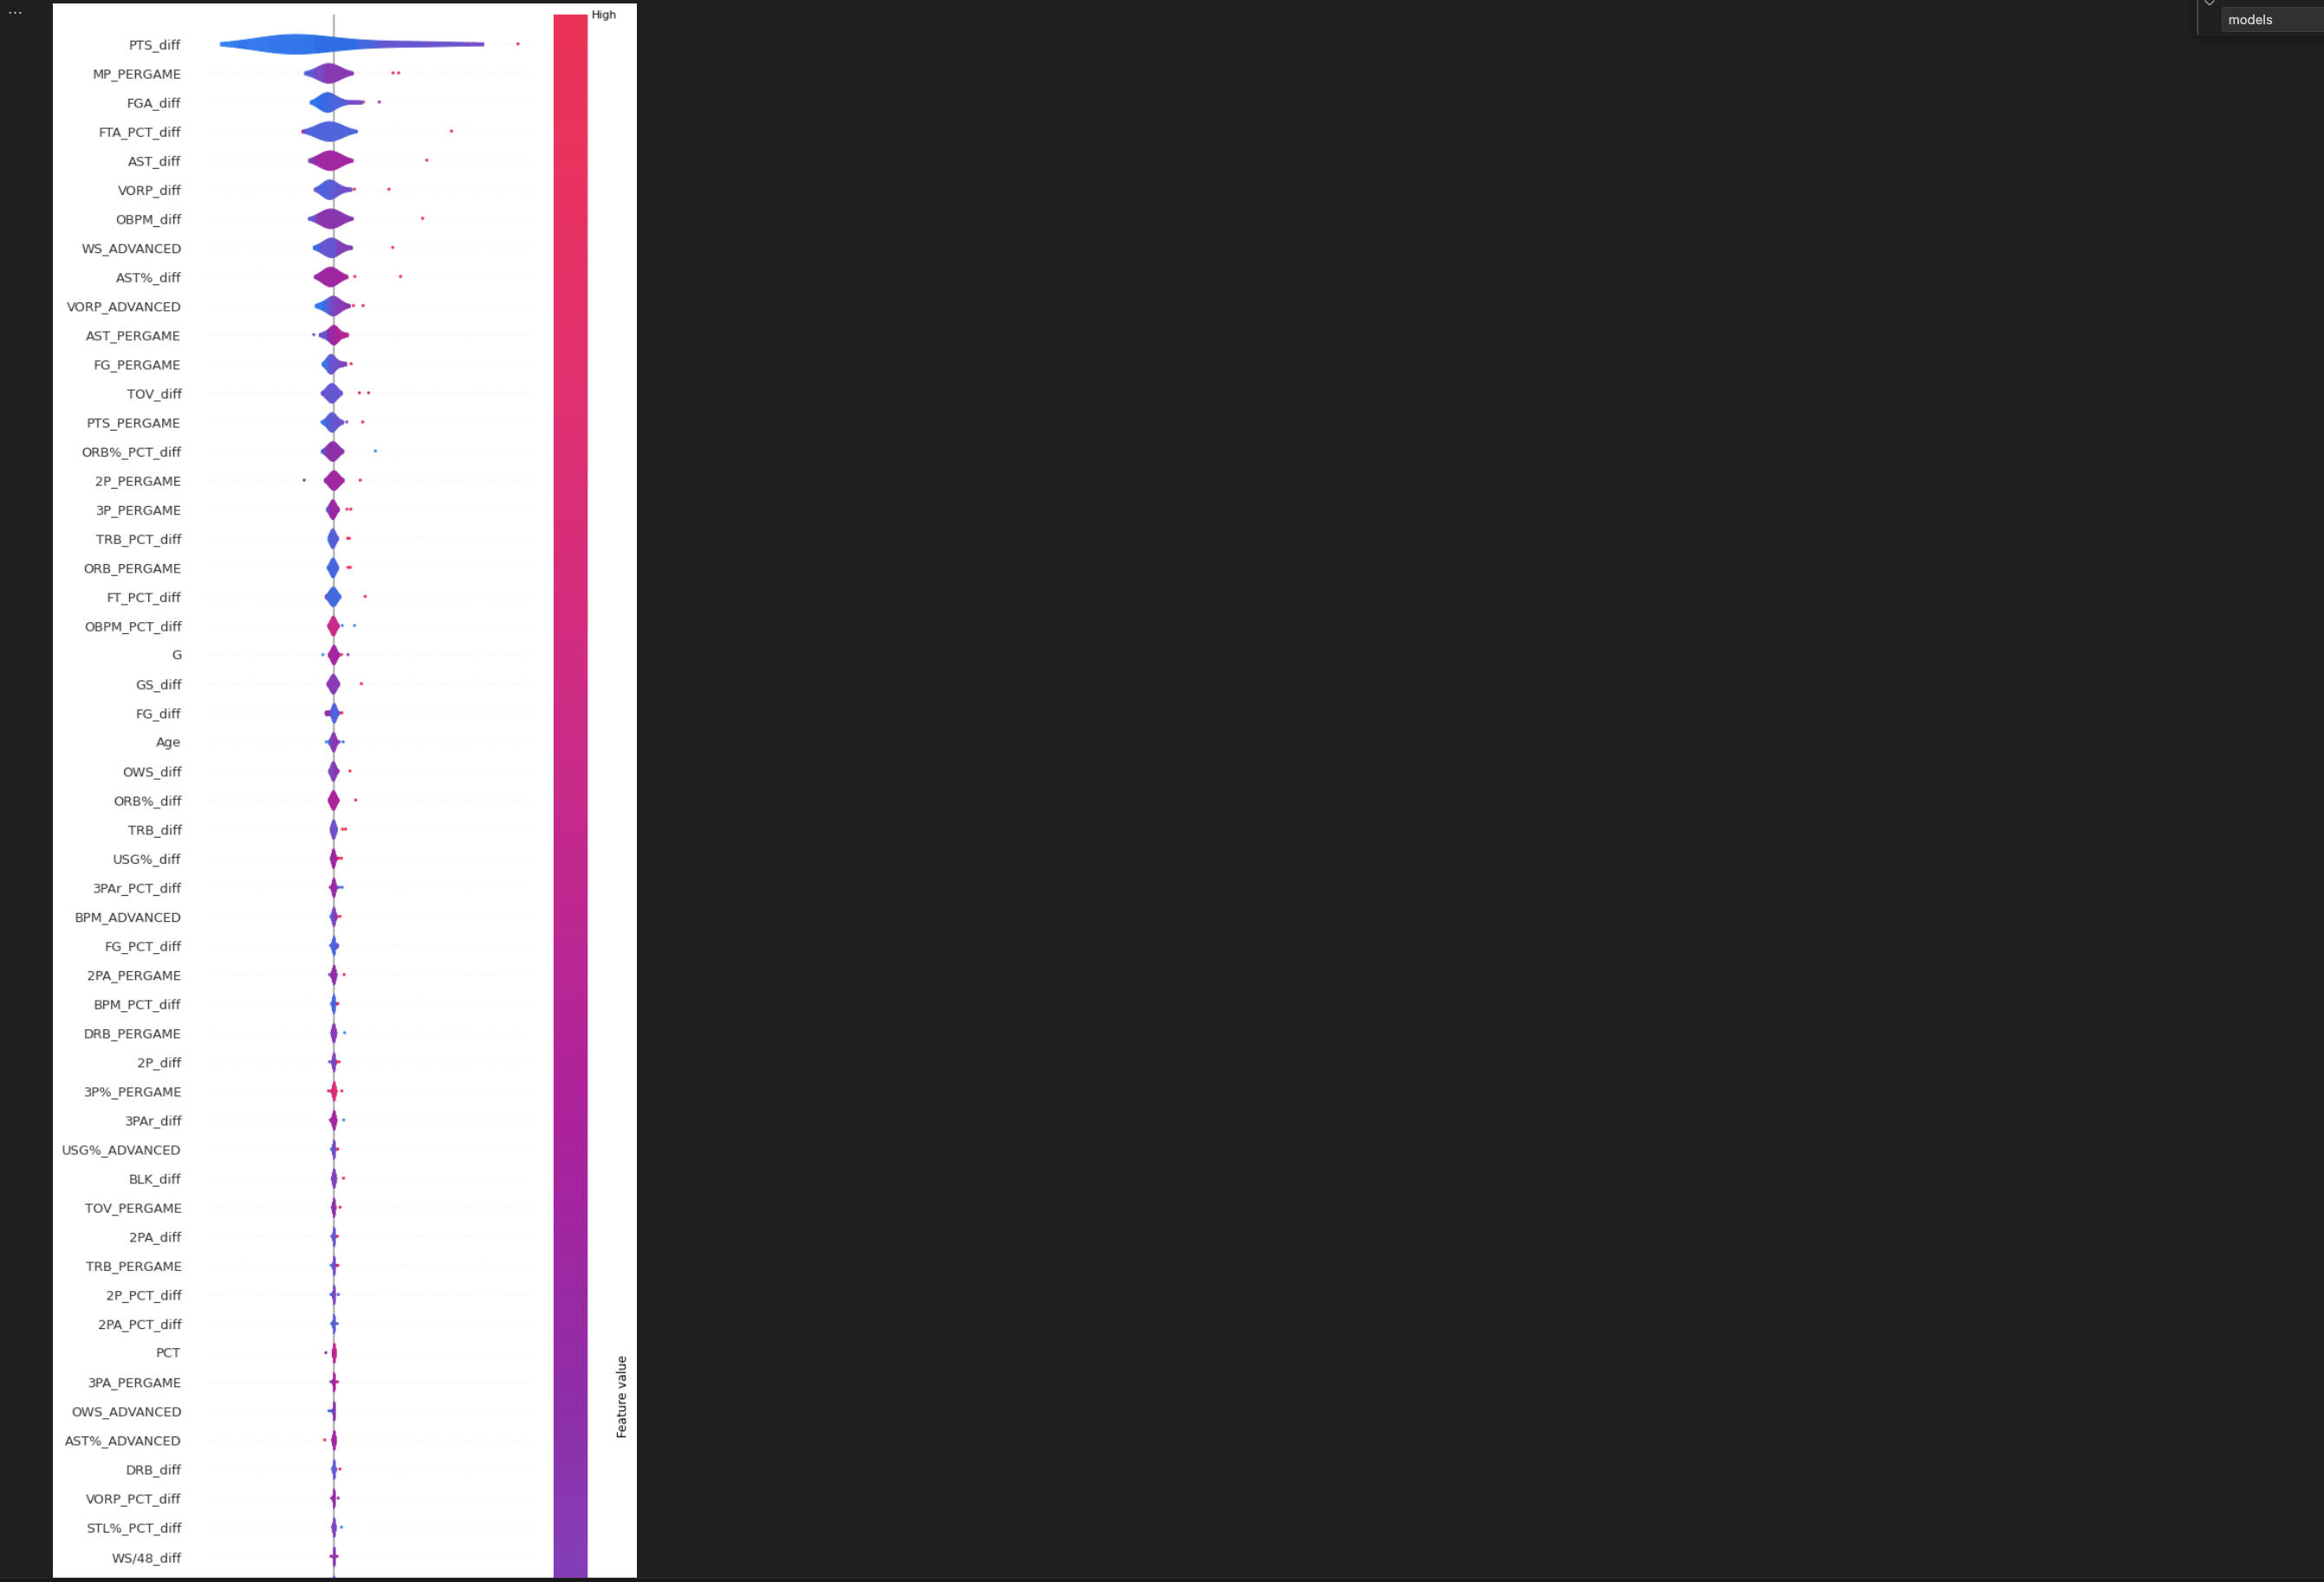 ...
models
High
PTS_diff
MP_PERGAME
FGA_diff
FTA_PCT_diff
AST_diff
VORP_diff
OBPM_diff
WS_ADVANCED
AST%_diff
VORP_ADVANCED
AST_PERGAME
FG_PERGAME
TOV_diff
PTS_PERGAME
ORB%_PCT_diff
2P_PERGAME
3P_PERGAME
TRB_PCT_diff
ORB_PERGAME
FT_PCT_diff
OBPM_PCT_diff
G
GS_diff
FG_diff
Age
OWS_diff
ORB%_diff
TRB_diff
USG%_diff
3PAr_PCT_diff
BPM_ADVANCED
FG_PCT_diff
2PA_PERGAME
BPM_PCT_diff
DRB_PERGAME
2P_diff
3P%_PERGAME
3PAr_diff
USG%_ADVANCED
BLK_diff
TOV_PERGAME
2PA_diff
TRB_PERGAME
2P_PCT_diff
2PA_PCT_diff
PCT
3PA_PERGAME
OWS_ADVANCED
AST%_ADVANCED
DRB_diff
VORP_PCT_diff
STL%_PCT_diff
WS/48_diff
Feature value